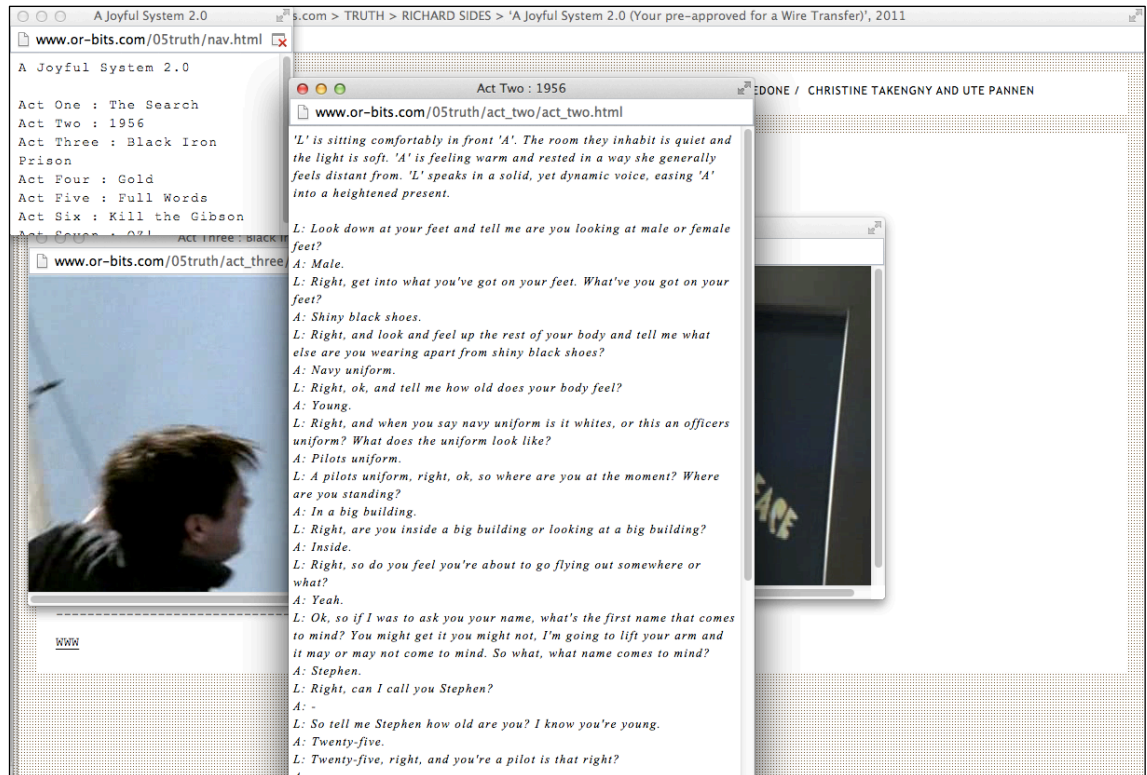 A Joyful System 2.0
s.com > TRUTH > RICHARD SIDES > 'A Joyful System 2.0 (Your pre-approved for a Wire Transfer)', 2011
www.or-bits.com/05truth/nav.html
A Joyful System 2.0
Act One : The Search
Act Two : 1956
Act Three : Black Iron
Prison
Act Four : Gold
Act Five : Full Words
Act Six : Kill the Gibson
Act Seven : OZ!
EDONE / CHRISTINE TAKENGNY AND UTE PANNEN
Act Three : Black Ir
www.or-bits.com/05truth/act_three/
WWW
Act Two : 1956
www.or-bits.com/05truth/act_two/act_two.html
'L' is sitting comfortably in front 'A'. The room they inhabit is quiet and
the light is soft. 'A' is feeling warm and rested in a way she generally
feels distant from. 'L' speaks in a solid, yet dynamic voice, easing 'A'
into a heightened present.
L: Look down at your feet and tell me are you looking at male or female
feet?
A: Male.
L: Right, get into what you've got on your feet. What've you got on your
feet?
A: Shiny black shoes.
L: Right, and look and feel up the rest of your body and tell me what
else are you wearing apart from shiny black shoes?
A: Navy uniform.
L: Right, ok, and tell me how old does your body feel?
A: Young.
L: Right, and when you say navy uniform is it whites, or this an officers
uniform? What does the uniform look like?
A: Pilots uniform.
L: A pilots uniform, right, ok, so where are you at the moment? Where
are you standing?
A: In a big building.
L: Right, are you inside a big building or looking at a big building?
A: Inside.
L: Right, so do you feel you're about to go flying out somewhere or
what?
A: Yeah.
L: Ok, so if I was to ask you your name, what's the first name that comes
to mind? You might get it you might not, I'm going to lift your arm and
it may or may not come to mind. So what, what name comes to mind?
A: Stephen.
L: Right, can I call you Stephen?
A: -
L: So tell me Stephen how old are you? I know you're young.
A: Twenty-five.
L: Twenty-five, right, and you're a pilot is that right?